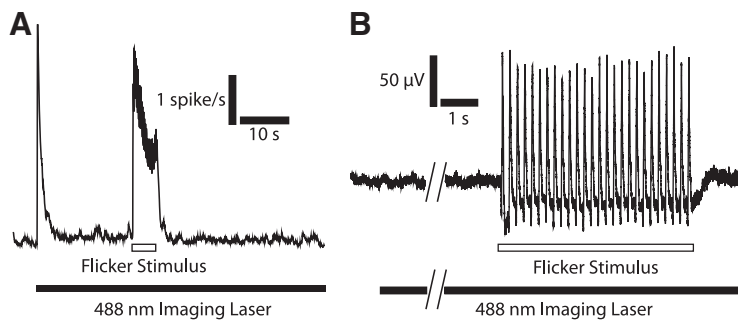 A
1 spike/s
10 s
Flicker Stimulus
488 nm Imaging Laser
B
50 µV
1 s
Flicker Stimulus
488 nm Imaging Laser